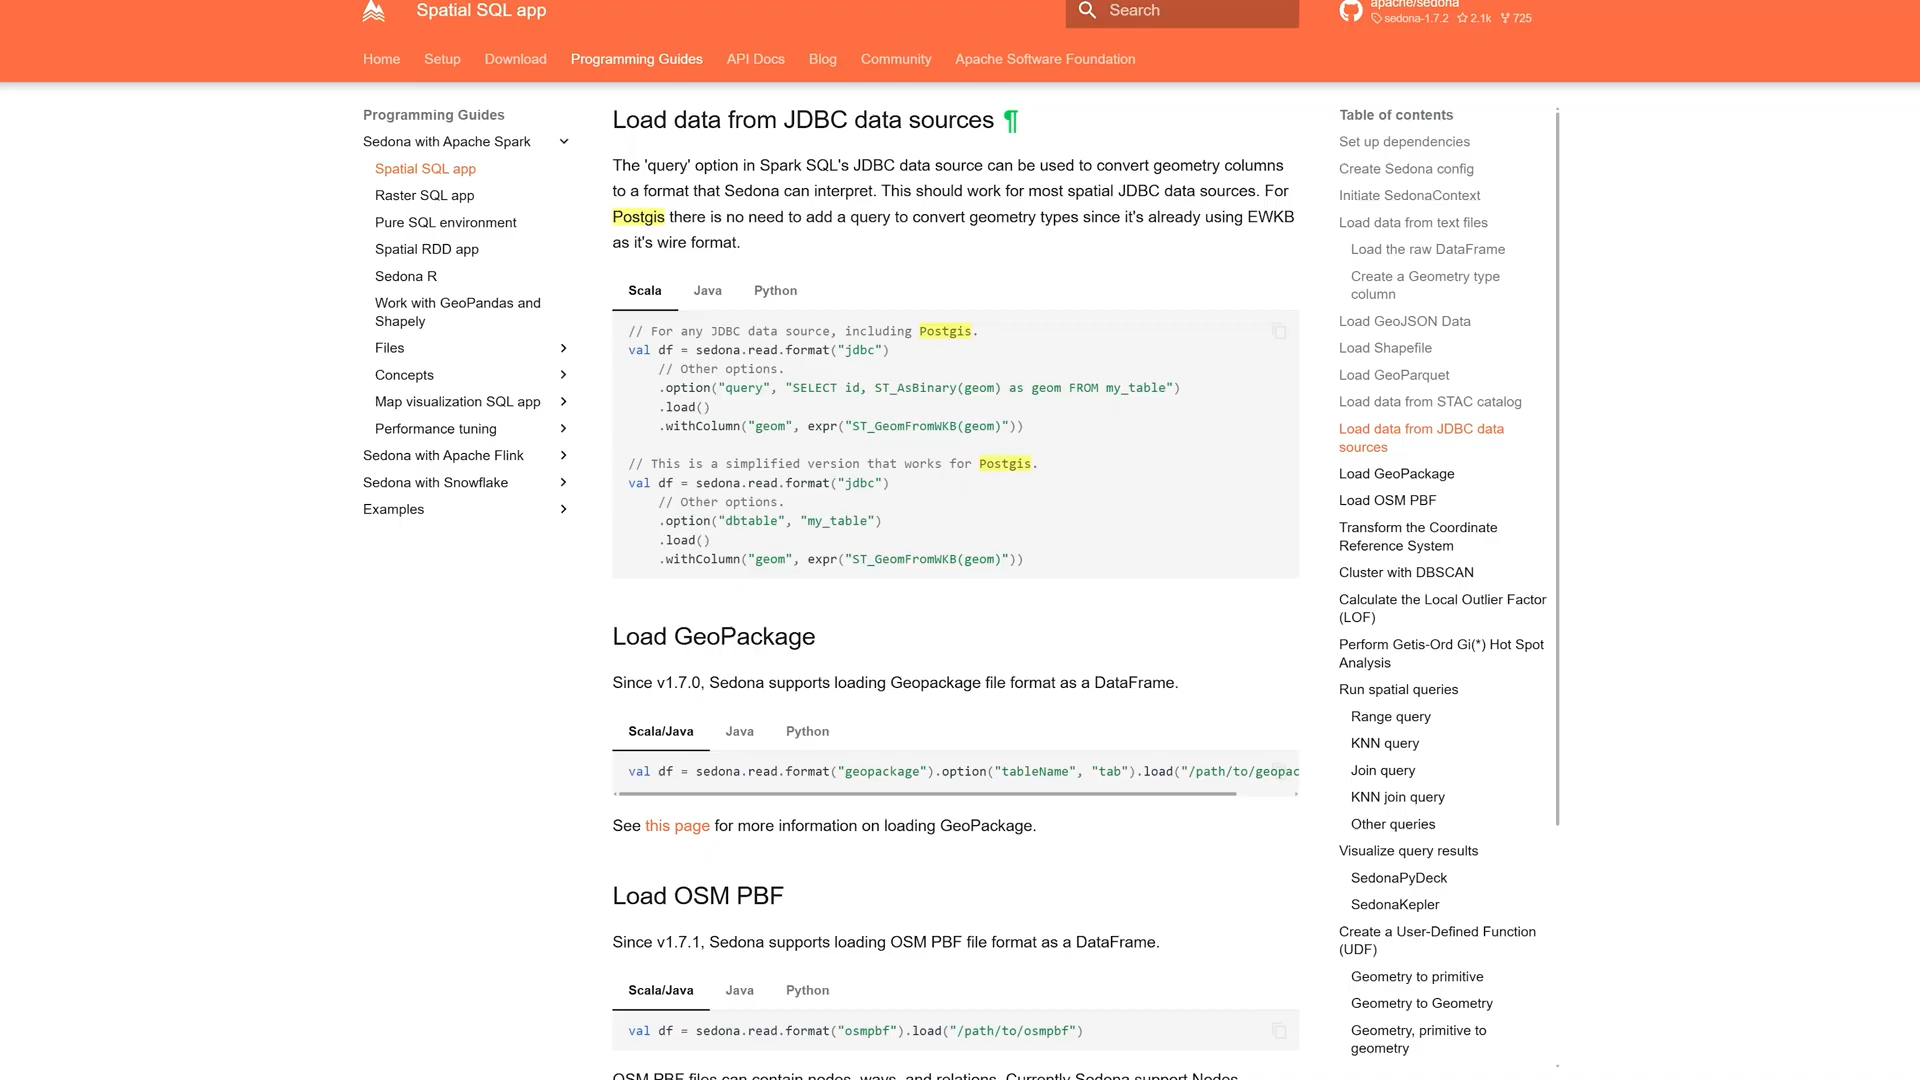 Spatial SQL app
Search
apache/sedona
sedona-1.7.2 2.1k 725
Home Setup Download Programming Guides API Docs Blog Community Apache Software Foundation
Programming Guides
Sedona with Apache Spark
Spatial SQL app
Raster SQL app
Pure SQL environment
Spatial RDD app
Sedona R
Work with GeoPandas and
Shapely
Files
Concepts
Map visualization SQL app
Performance tuning
Sedona with Apache Flink
Sedona with Snowflake
Examples
Load data from JDBC data sources ¶
The 'query' option in Spark SQL's JDBC data source can be used to convert geometry columns
to a format that Sedona can interpret. This should work for most spatial JDBC data sources. For
Postgis there is no need to add a query to convert geometry types since it's already using EWKB
as it's wire format.
Scala Java Python
// For any JDBC data source, including Postgis.
val df = sedona.read.format("jdbc")
// Other options.
.option("query", "SELECT id, ST_AsBinary(geom) as geom FROM my_table")
.load()
.withColumn("geom", expr("ST_GeomFromWKB(geom)"))
// This is a simplified version that works for Postgis.
val df = sedona.read.format("jdbc")
// Other options.
.option("dbtable", "my_table")
.load()
.withColumn("geom", expr("ST_GeomFromWKB(geom)"))
Load GeoPackage
Since v1.7.0, Sedona supports loading Geopackage file format as a DataFrame.
Scala/Java Java Python
val df = sedona.read.format("geopackage").option("tableName", "tab").load("/path/to/geopac
See this page for more information on loading GeoPackage.
Load OSM PBF
Since v1.7.1, Sedona supports loading OSM PBF file format as a DataFrame.
Scala/Java Java Python
val df = sedona.read.format("osmpbf").load("/path/to/osmpbf")
OSM PBF files can contain nodes, ways, and relations. Currently Sedona support Nodes
Table of contents
Set up dependencies
Create Sedona config
Initiate SedonaContext
Load data from text files
Load the raw DataFrame
Create a Geometry type
column
Load GeoJSON Data
Load Shapefile
Load GeoParquet
Load data from STAC catalog
Load data from JDBC data
sources
Load GeoPackage
Load OSM PBF
Transform the Coordinate
Reference System
Cluster with DBSCAN
Calculate the Local Outlier Factor
(LOF)
Perform Getis-Ord Gi(*) Hot Spot
Analysis
Run spatial queries
Range query
KNN query
Join query
KNN join query
Other queries
Visualize query results
SedonaPyDeck
SedonaKepler
Create a User-Defined Function
(UDF)
Geometry to primitive
Geometry to Geometry
Geometry, primitive to
geometry